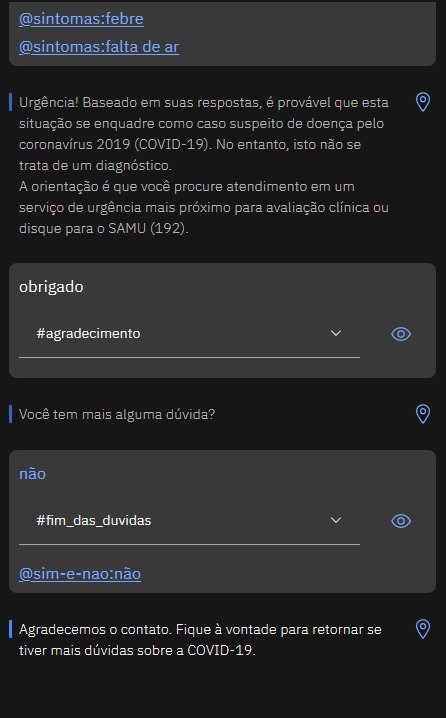 @sintomas:febre
@sintomas:falta de ar
Urgência! Baseado em suas respostas, é provável que esta
situação se enquadre como caso suspeito de doença pelo
coronavírus 2019 (COVID-19). No entanto, isto não se
trata de um diagnóstico.
A orientação é que você procure atendimento em um
serviço de urgência mais próximo para avaliação clínica ou
disque para o SAMU (192).
obrigado
#agradecimento
Você tem mais alguma dúvida?
não
#fim_das_duvidas
@sim-e-nao:não
Agradecemos o contato. Fique à vontade para retornar se
tiver mais dúvidas sobre a COVID-19.